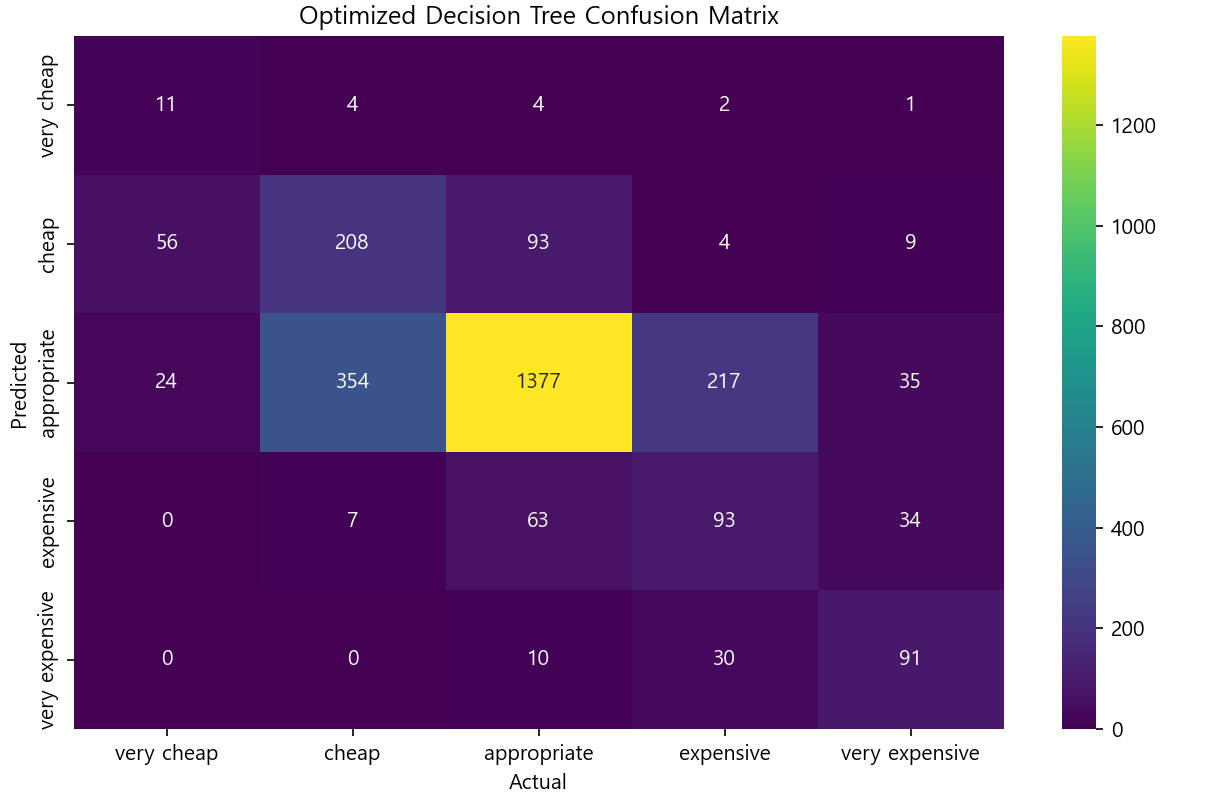 Optimized Decision Tree Confusion Matrix
Predicted
very cheap
11 4 4 2 1
cheap
56 208 93 4 9
appropriate
24 354 1377 217 35
expensive
0 7 63 93 34
very expensive
0 0 10 30 91
very cheap cheap appropriate expensive very expensive
Actual
1200
1000
800
600
400
200
0